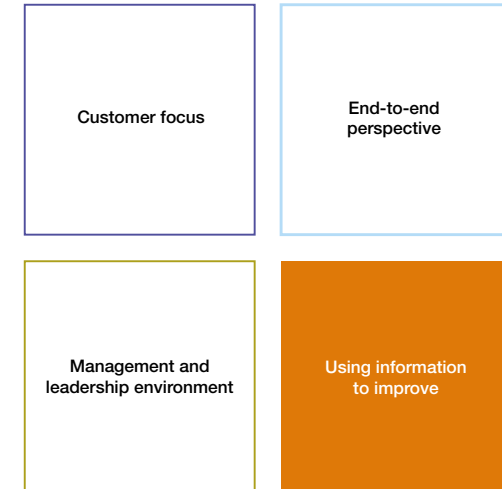 Customer focus
End-to-end
perspective
Management and
leadership environment
Using information
to improve